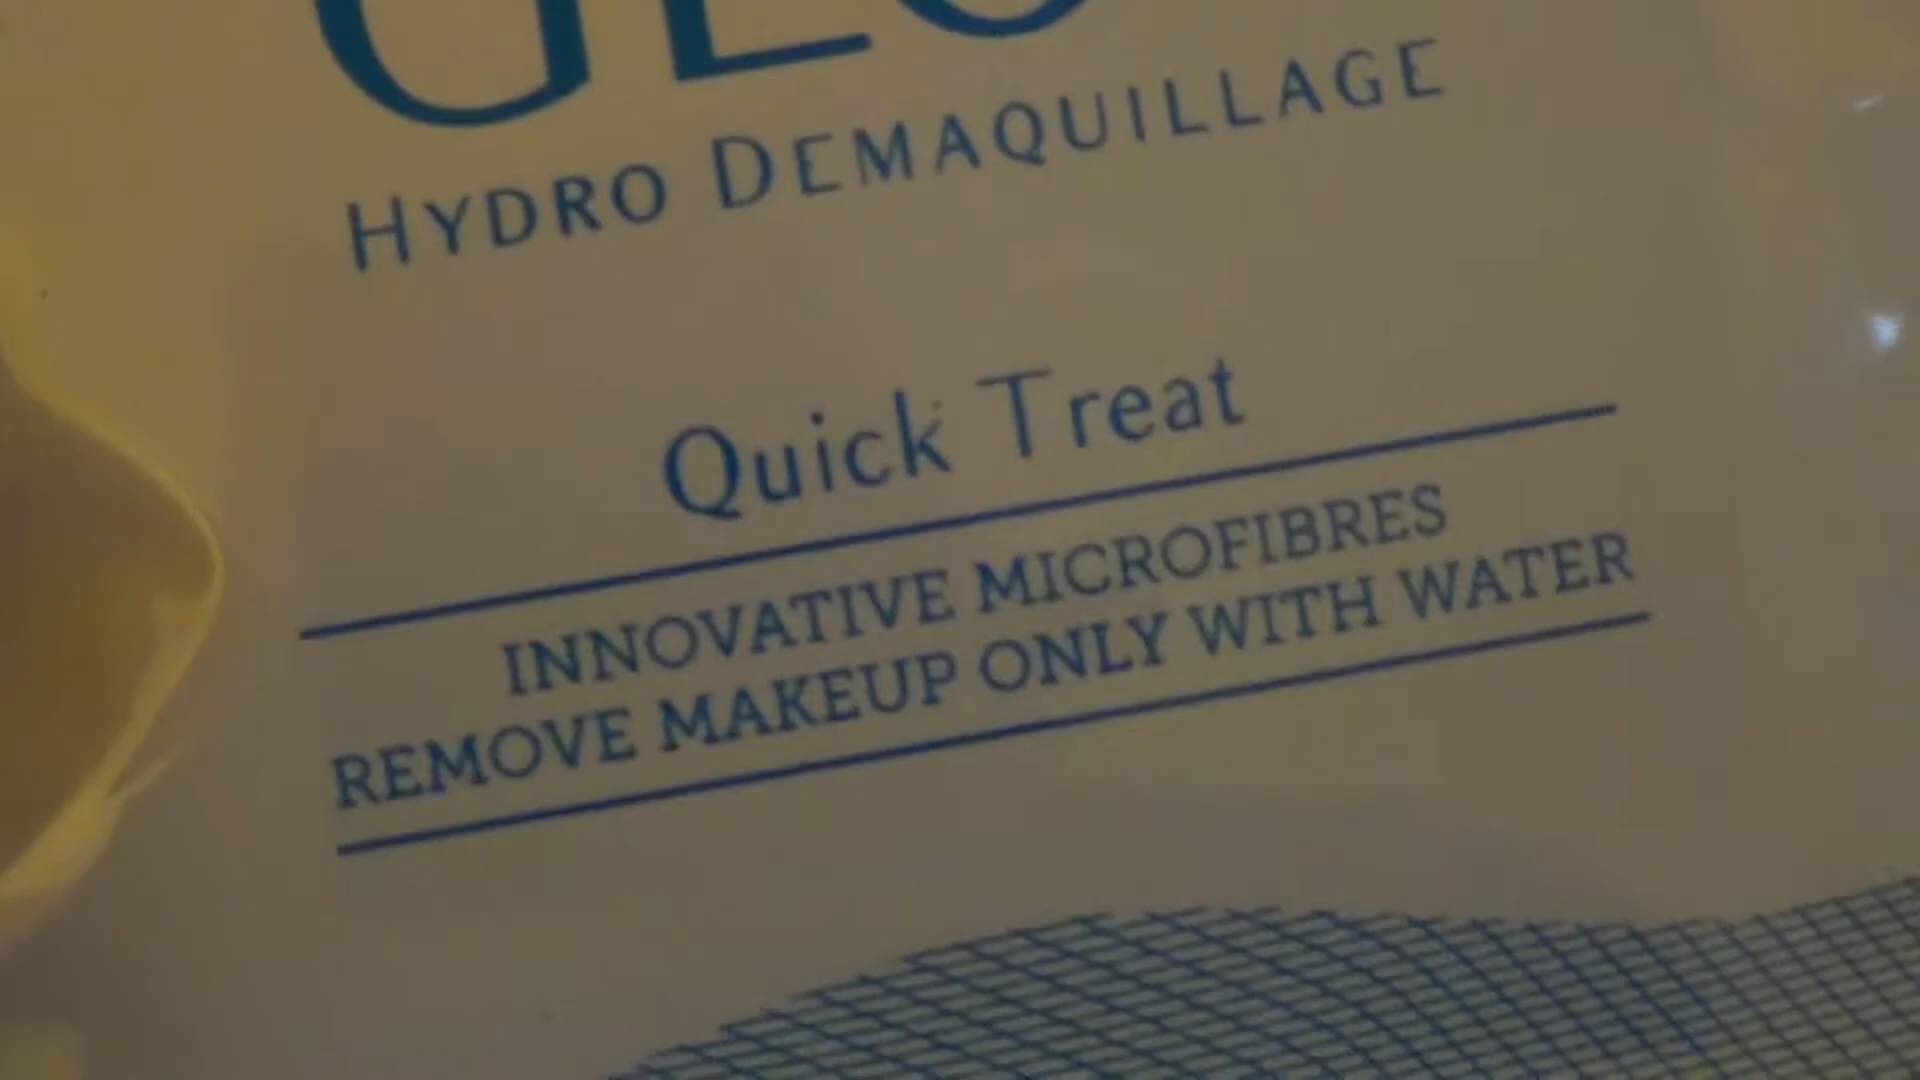 HYDRO DEMAQUILLAGE
Quick Treat
INNOVATIVE MICROFIBRES
REMOVE MAKEUP ONLY WITH WATER